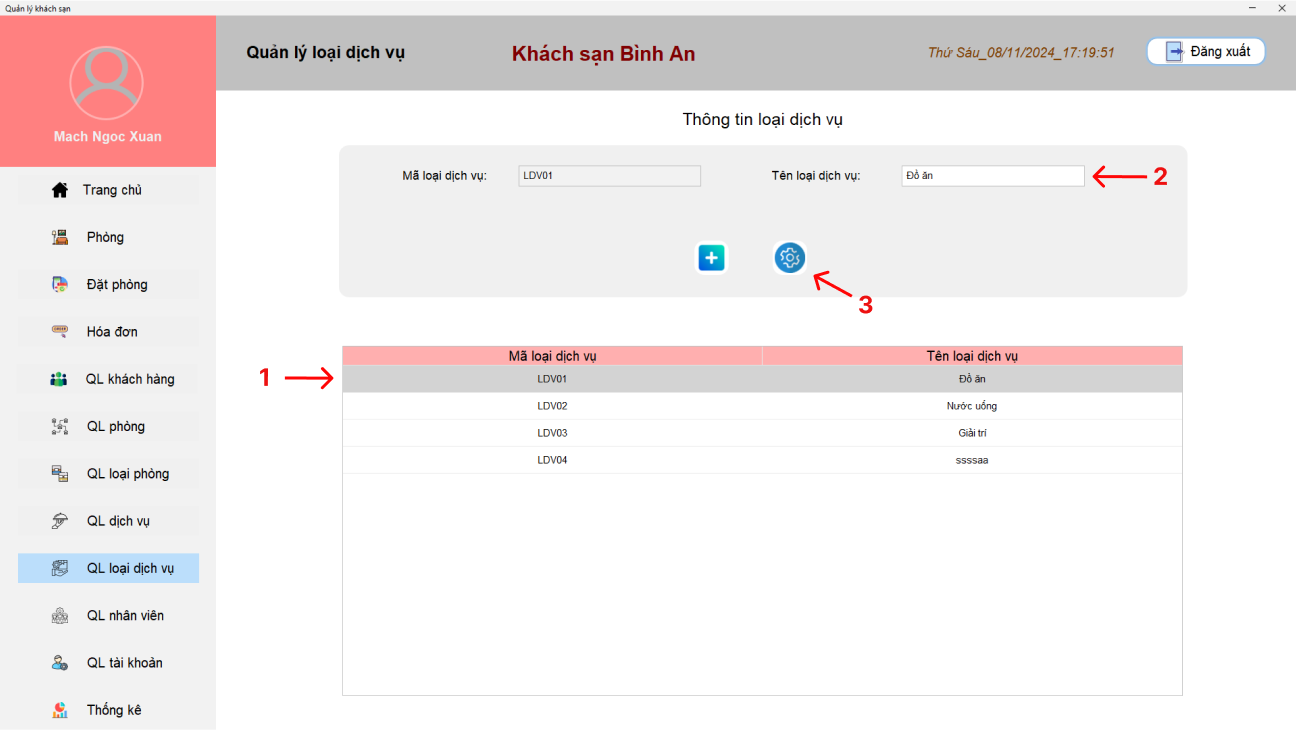 Quản lý khách sạn
Mach Ngoc Xuan
Quản lý loại dịch vụ
Khách sạn Bình An
Thứ Sáu_08/11/2024_17:19:51
Đăng xuất
Trang chủ
Phòng
Đặt phòng
Hóa đơn
QL khách hàng
QL phòng
QL loại phòng
QL dịch vụ
QL loại dịch vụ
QL nhân viên
QL tài khoản
Thống kê
Thông tin loại dịch vụ
Mã loại dịch vụ: LDV01 Tên loại dịch vụ: Đồ ăn 2
3
Mã loại dịch vụ Tên loại dịch vụ
1 LDV01 Đồ ăn
LDV02 Nước uống
LDV03 Giải trí
LDV04 ssssaa